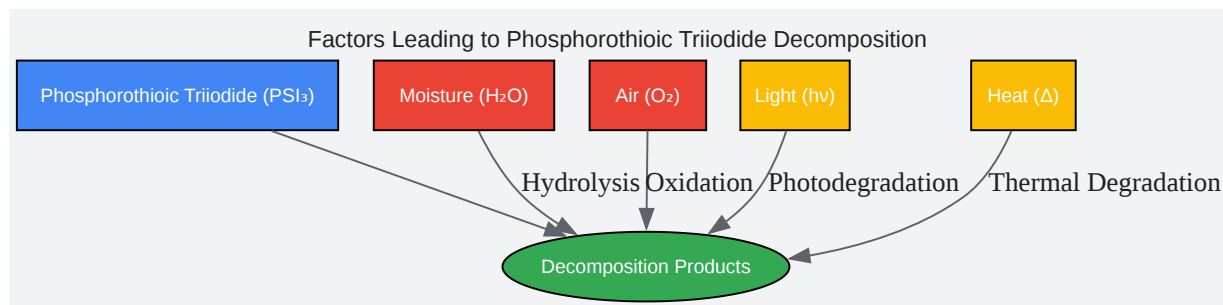 Factors Leading to Phosphorothioic Triiodide Decomposition
Phosphorothioic Triiodide (PSI₃)
Moisture (H₂O)
Air (O₂)
Light (hν)
Heat (Δ)
Hydrolysis
Oxidation
Photodegradation
Thermal Degradation
Decomposition Products